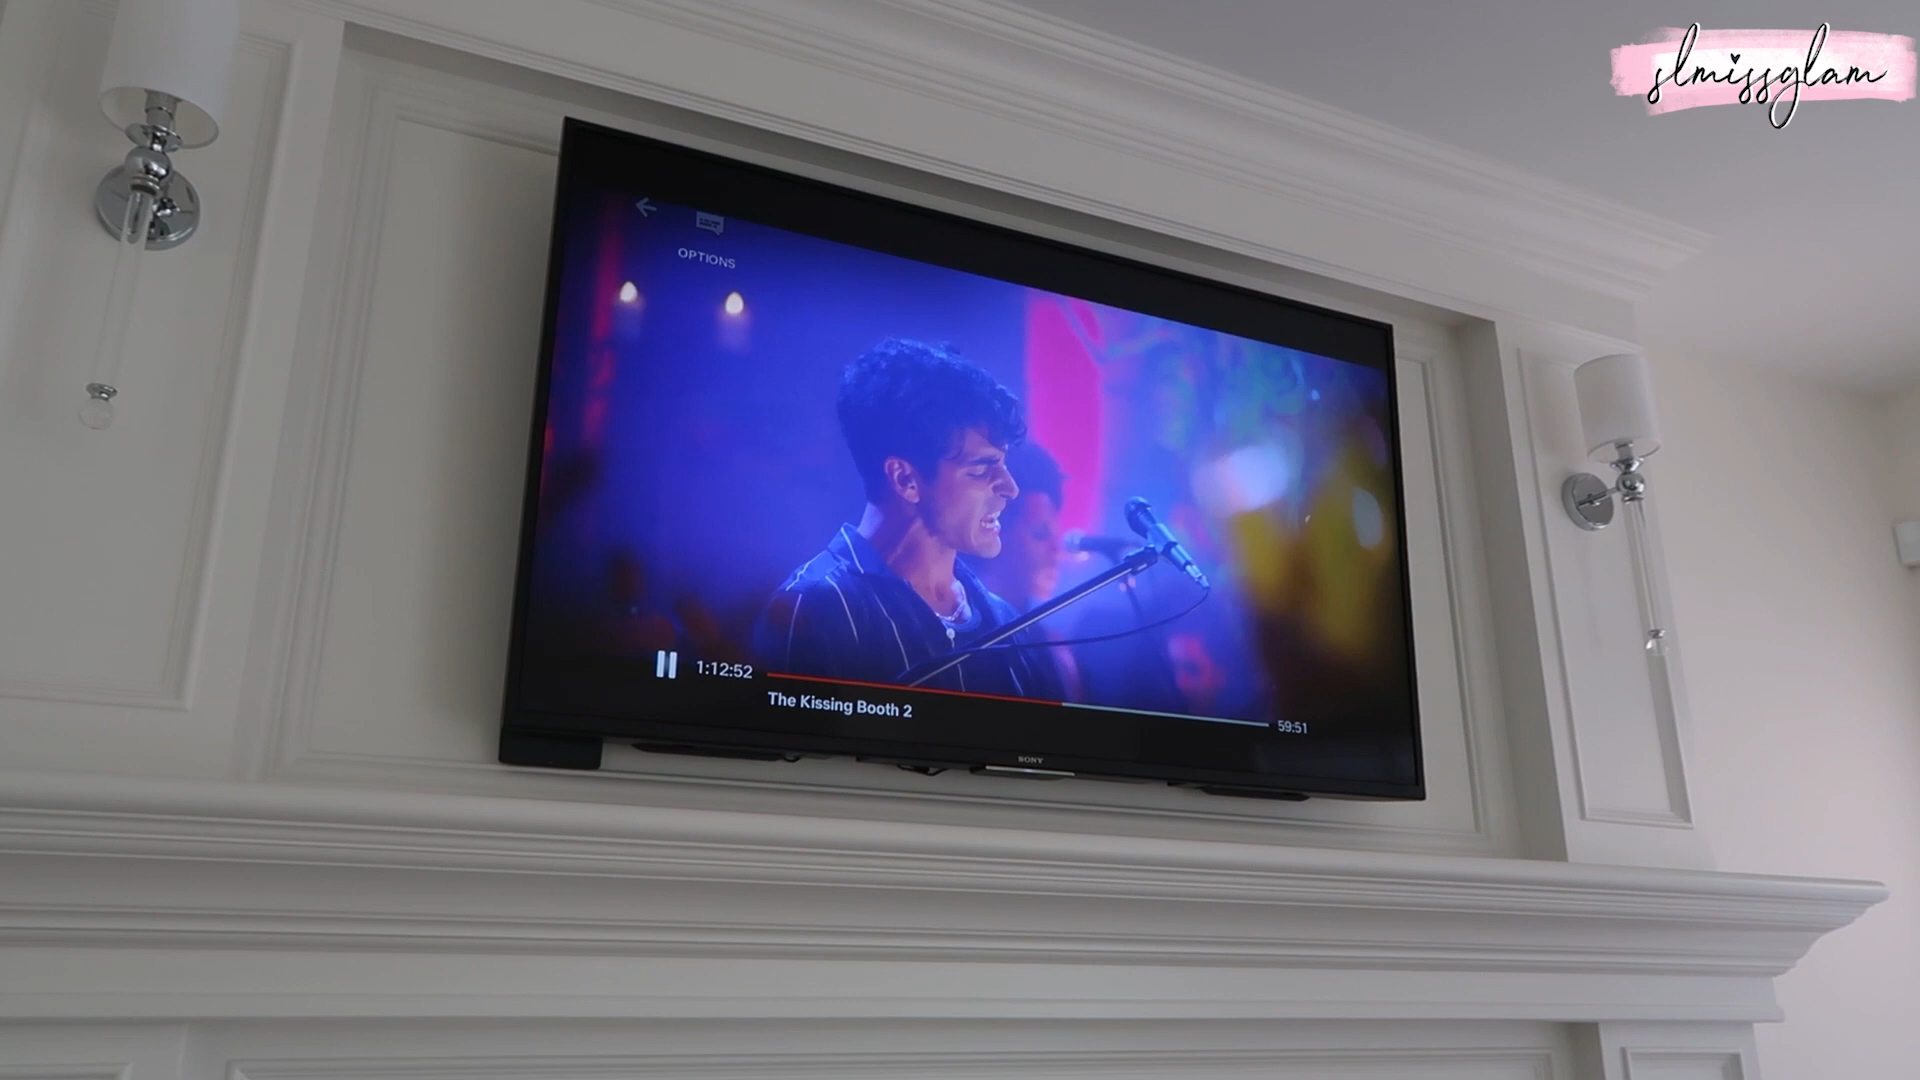 slmissglam
OPTIONS
1:12:52
The Kissing Booth 2
59:51
SONY